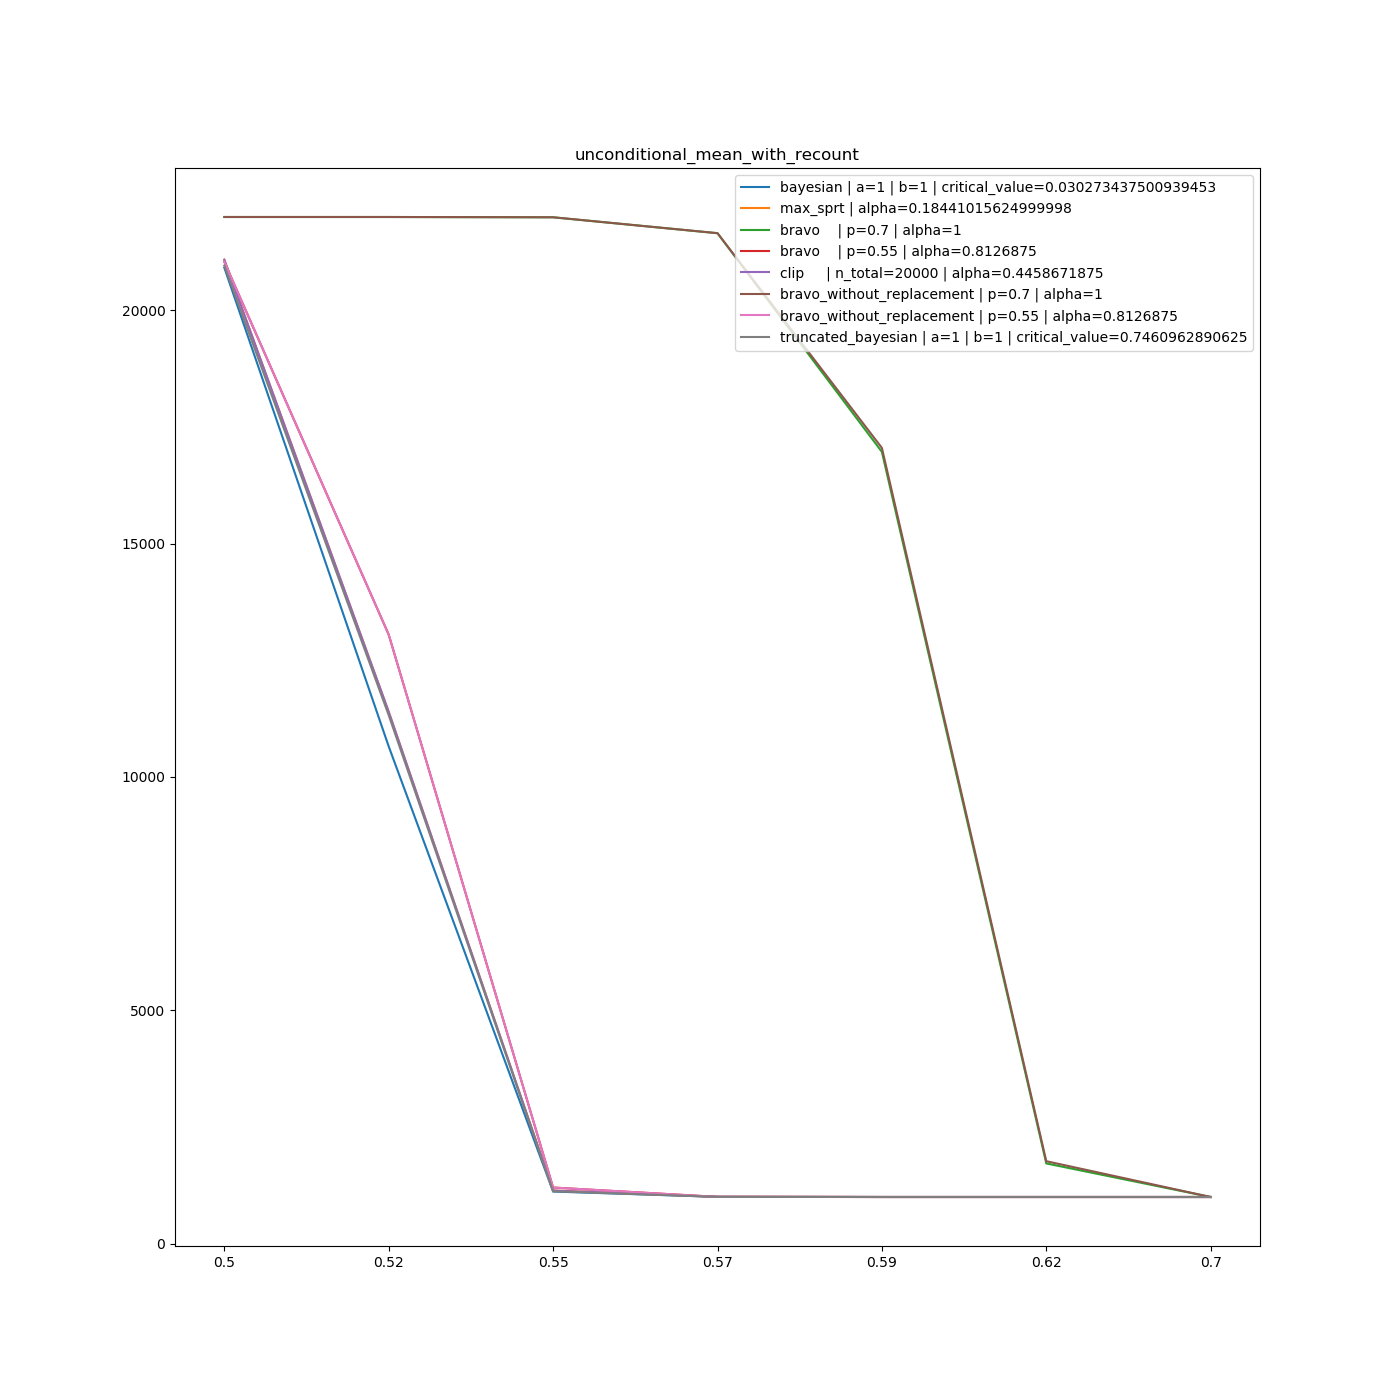 unconditional_mean_with_recount
bayesian | a=1 | b=1 | critical_value=0.030273437500939453
max_sprt | alpha=0.18441015624999998
bravo    | p=0.7 | alpha=1
bravo    | p=0.55 | alpha=0.8126875
clip     | n_total=20000 | alpha=0.4458671875
bravo_without_replacement | p=0.7 | alpha=1
bravo_without_replacement | p=0.55 | alpha=0.8126875
truncated_bayesian | a=1 | b=1 | critical_value=0.7460962890625
20000
15000
10000
5000
0
0.5 0.52 0.55 0.57 0.59 0.62 0.7